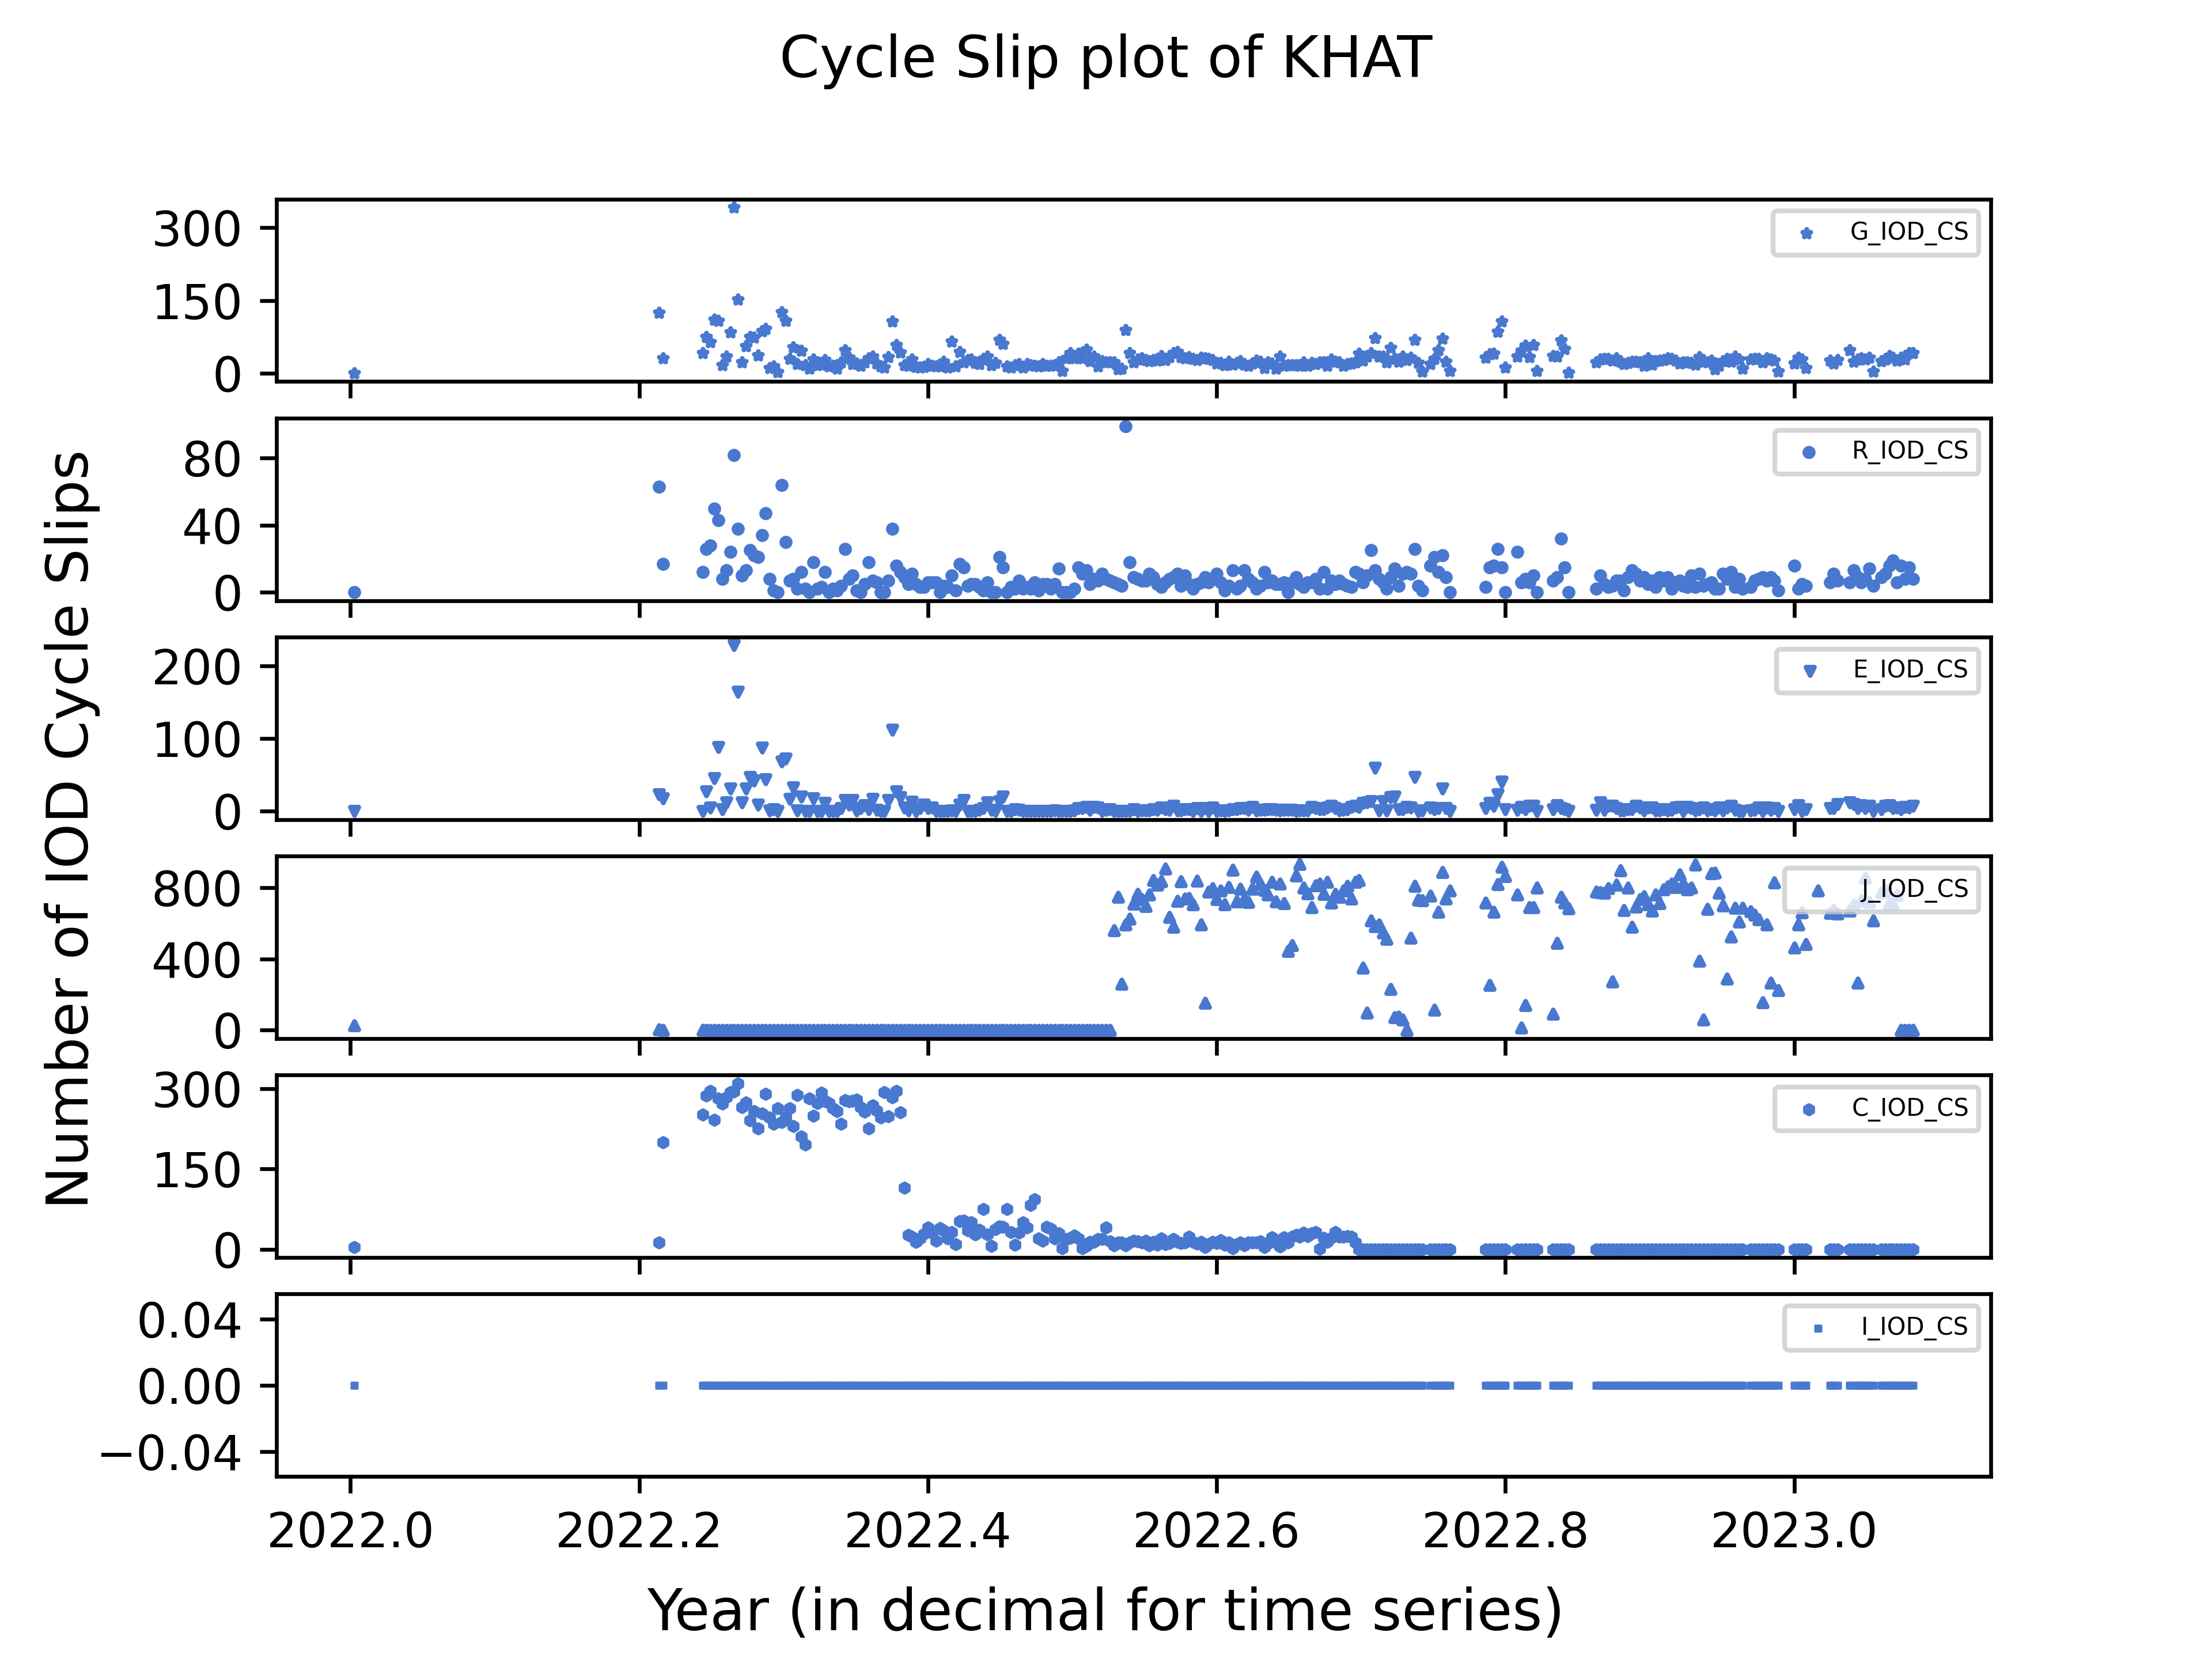 Cycle Slip plot of KHAT
Number of IOD Cycle Slips
300
150
0
G_IOD_CS
80
40
0
R_IOD_CS
200
100
0
E_IOD_CS
800
400
0
J_IOD_CS
300
150
0
C_IOD_CS
0.04
0.00
−0.04
I_IOD_CS
2022.0 2022.2 2022.4 2022.6 2022.8 2023.0
Year (in decimal for time series)